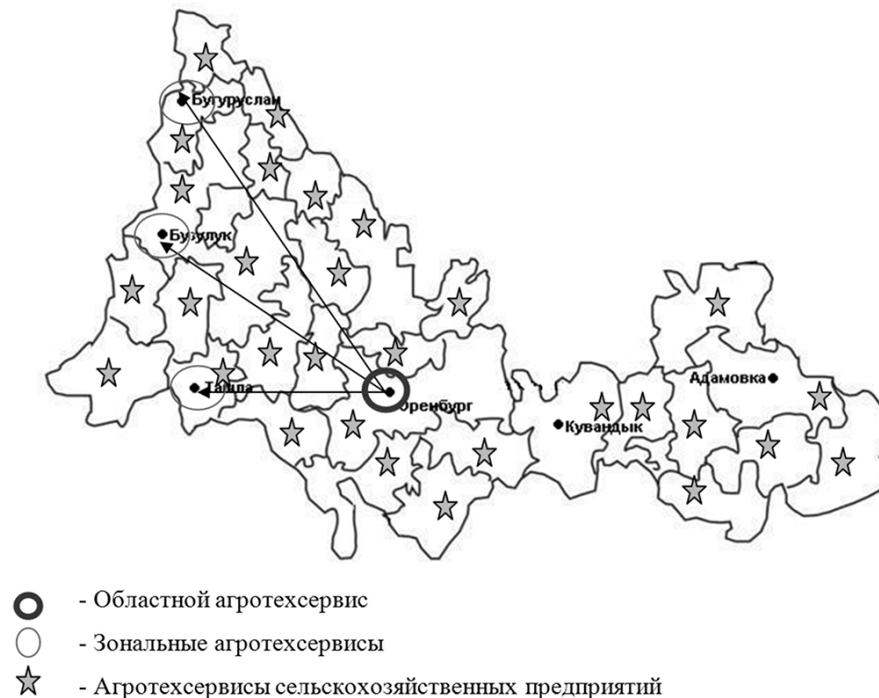 Бугуруслан
Бузулук
Ташла
Оренбург
Адамовка
Кувандык
- Областной агротехсервис
- Зональные агротехсервисы
- Агротехсервисы сельскохозяйственных предприятий